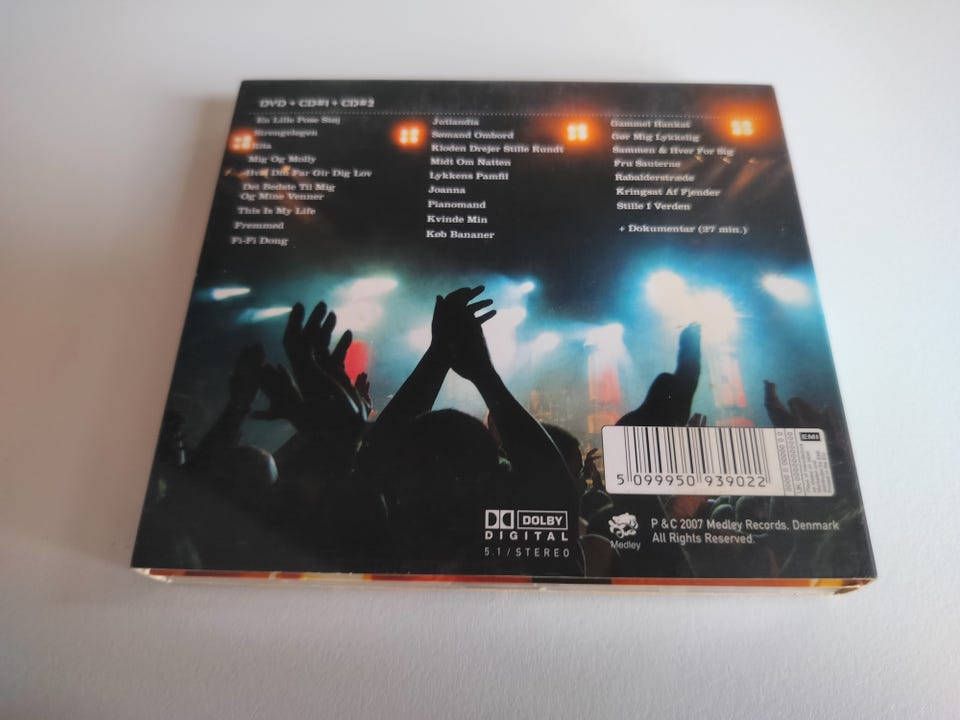 DVD + CD#1 + CD#2
En Lille Pose Støj
Strengelegen
Rita
Mig Og Molly
Hvis Din Far Gir Dig Lov
Det Bedste Til Mig
Og Mine Venner
This Is My Life
Fremmed
Fi-Fi Dong
Jutlandia
Sømand Ombord
Kloden Drejer Stille Rundt
Midt Om Natten
Lykkens Pamfil
Joanna
Pianomand
Kvinde Min
Køb Bananer
Gammel Hankat
Gør Mig Lykkelig
Sammen & Hver For Sig
Fru Sauterne
Rabalderstræde
Kringsat Af Fjender
Stille I Verden
+ Dokumentar (27 min.)
EMI
5 099950 939022
DOLBY
DIGITAL
5.1 / STEREO
Medley
P & C 2007 Medley Records, Denmark
All Rights Reserved.